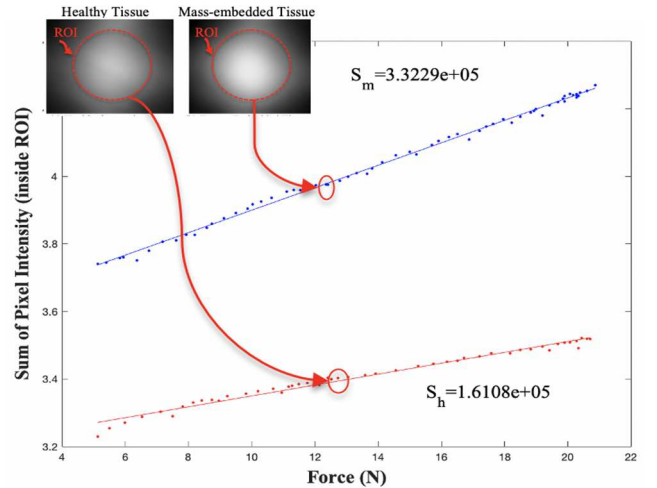 Healthy Tissue Mass-embedded Tissue
ROI ROI
S_m=3.3229e+05
Sum of Pixel Intensity (inside ROI)
4
3.8
3.6
3.4
S_h=1.6108e+05
3.2
4 6 8 10 12 14 16 18 20 22
Force (N)